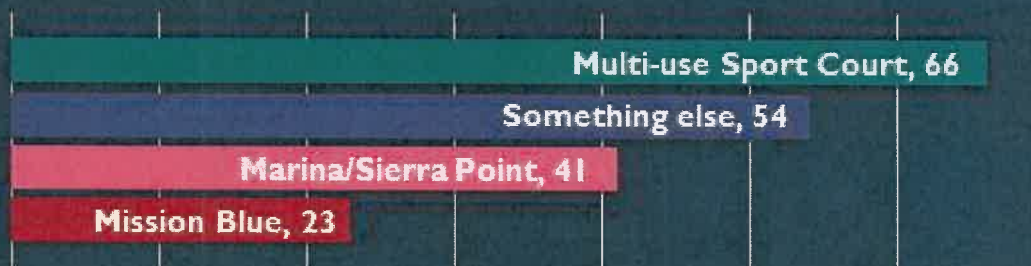 Multi-use Sport Court, 66
Something else, 54
Marina/Sierra Point, 41
Mission Blue, 23